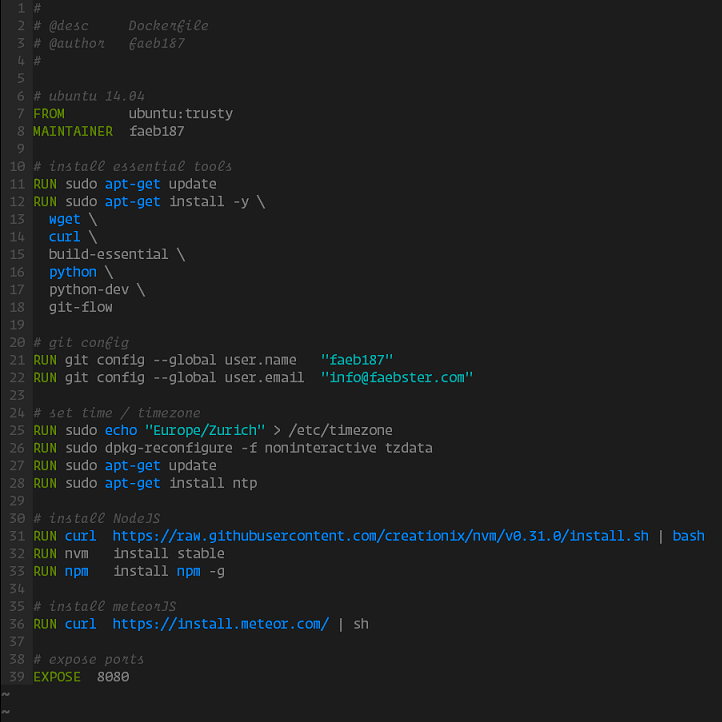 1 #
2 # @desc     Dockerfile
3 # @author   faeb187
4 #
5
6 # ubuntu 14.04
7 FROM        ubuntu:trusty
8 MAINTAINER  faeb187
9
10 # install essential tools
11 RUN sudo apt-get update
12 RUN sudo apt-get install -y \
13   wget \
14   curl \
15   build-essential \
16   python \
17   python-dev \
18   git-flow
19
20 # git config
21 RUN git config --global user.name   "faeb187"
22 RUN git config --global user.email  "info@faebster.com"
23
24 # set time / timezone
25 RUN sudo echo "Europe/Zurich" > /etc/timezone
26 RUN sudo dpkg-reconfigure -f noninteractive tzdata
27 RUN sudo apt-get update
28 RUN sudo apt-get install ntp
29
30 # install NodeJS
31 RUN curl  https://raw.githubusercontent.com/creationix/nvm/v0.31.0/install.sh | bash
32 RUN nvm   install stable
33 RUN npm   install npm -g
34
35 # install meteorJS
36 RUN curl  https://install.meteor.com/ | sh
37
38 # expose ports
39 EXPOSE  8080
~
~